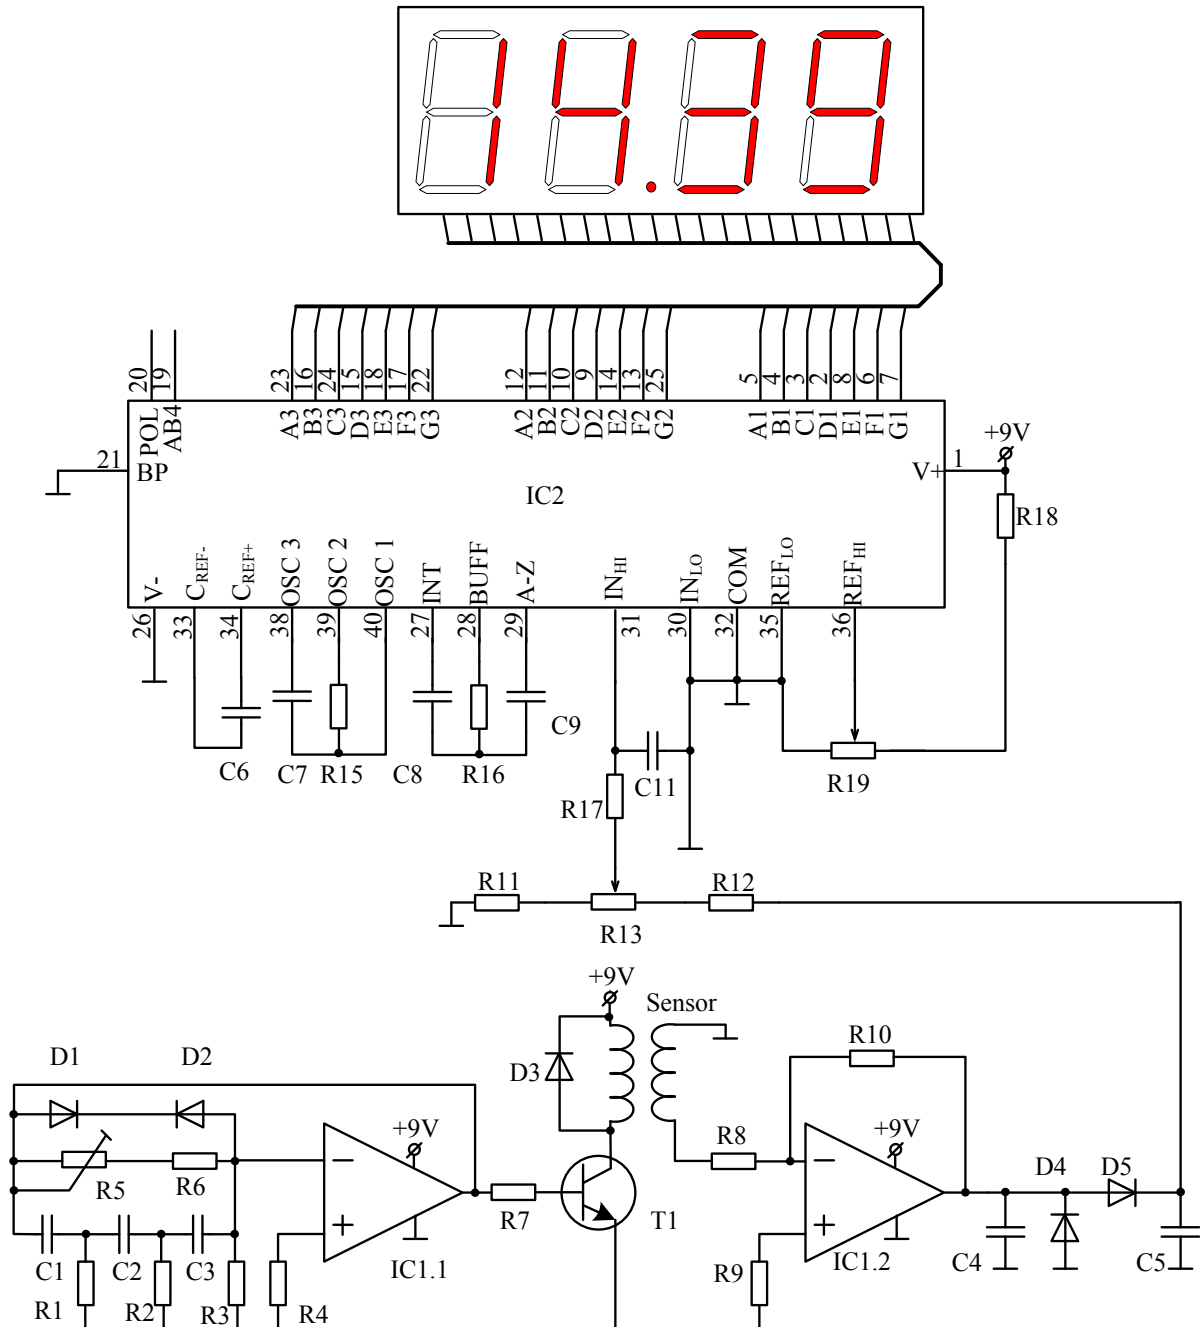 14.39
20 19 23 16 24 15 18 17 22 12 11 10 9 14 13 25 5 4 3 2 8 6 7
POL AB4 A3 B3 C3 D3 E3 F3 G3 A2 B2 C2 D2 E2 F2 G2 A1 B1 C1 D1 E1 F1 G1
+9V
21 BP V+ 1
IC2
R18
V- CREF- CREF+ OSC 3 OSC 2 OSC 1 INT BUFF A-Z INHI INLO COM REFLO REFHI
26 33 34 38 39 40 27 28 29 31 30 32 35 36
C9
C6 C7 R15 C8 R16 C11 R19
R17
R11 R12
R13
+9V Sensor
R10
D1 D2 D3
+9V R8 +9V D4 D5
R5 R6 R7 T1
C1 C2 C3 IC1.1 R9 IC1.2 C4 C5
R1 R2 R3 R4